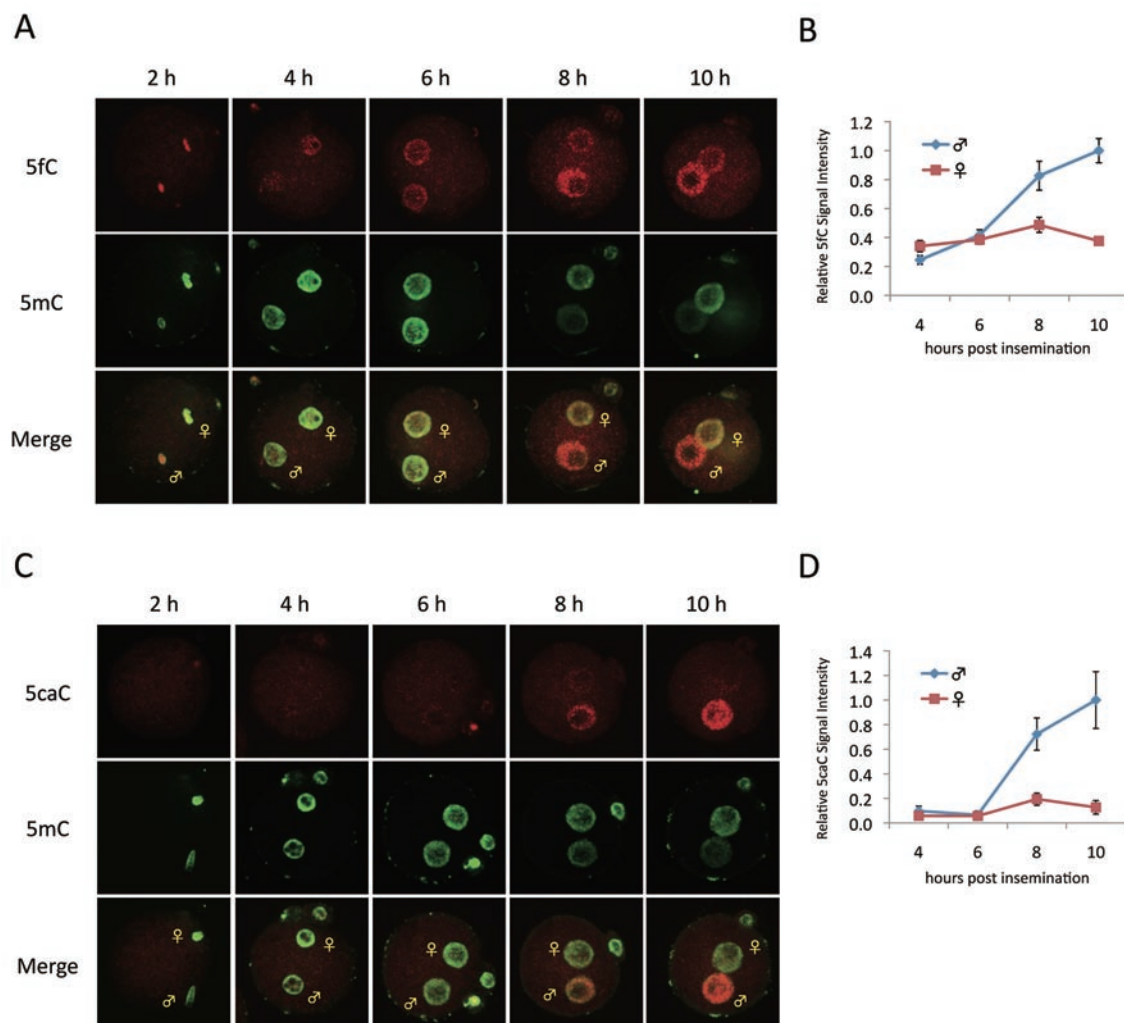 A
2 h 4 h 6 h 8 h 10 h
5fC
5mC
Merge
♀ ♀ ♀ ♀ ♀
♂ ♂ ♂ ♂ ♂
B
Relative 5fC Signal Intensity
1.2
1.0
0.8
0.6
0.4
0.2
0.0
♂
♀
4 6 8 10
hours post insemination
C
2 h 4 h 6 h 8 h 10 h
5caC
5mC
Merge
♀ ♀ ♀ ♀ ♀
♂ ♂ ♂ ♂ ♂
D
Relative 5caC Signal Intensity
1.4
1.2
1.0
0.8
0.6
0.4
0.2
0.0
♂
♀
4 6 8 10
hours post insemination